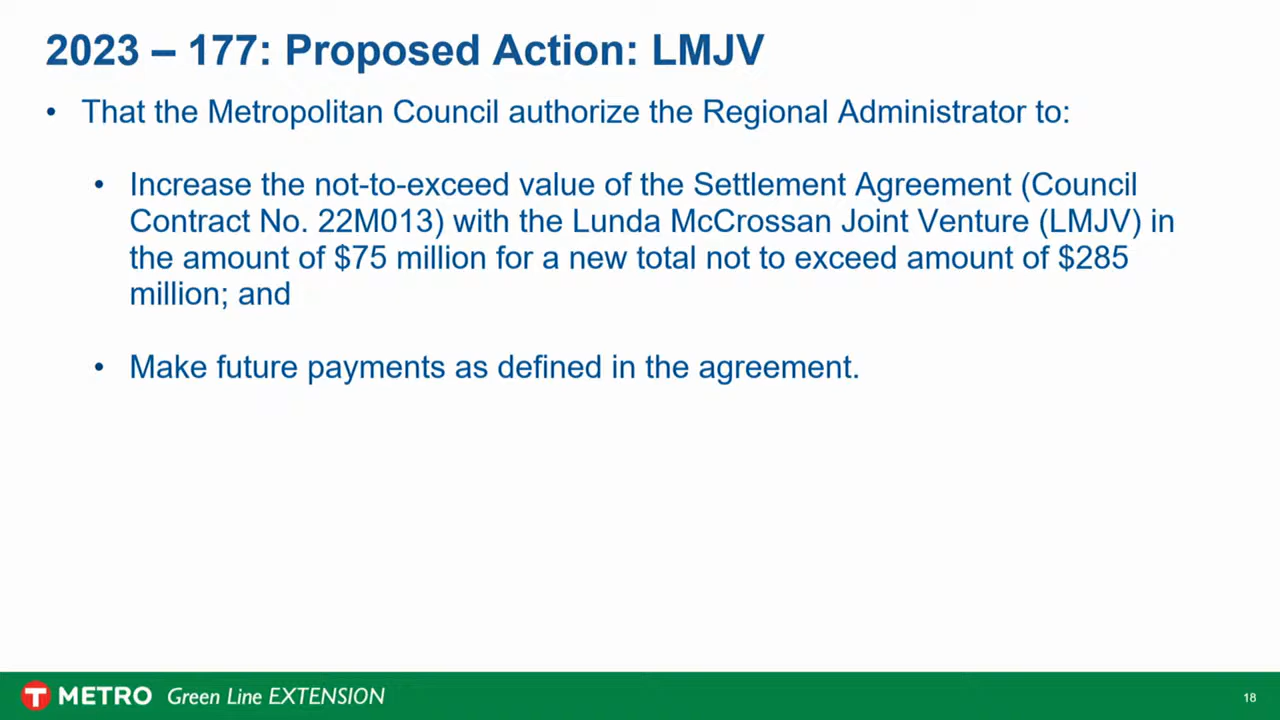 2023 – 177: Proposed Action: LMJV
• That the Metropolitan Council authorize the Regional Administrator to:
• Increase the not-to-exceed value of the Settlement Agreement (Council
Contract No. 22M013) with the Lunda McCrossan Joint Venture (LMJV) in
the amount of $75 million for a new total not to exceed amount of $285
million; and
• Make future payments as defined in the agreement.
T METRO Green Line EXTENSION
18